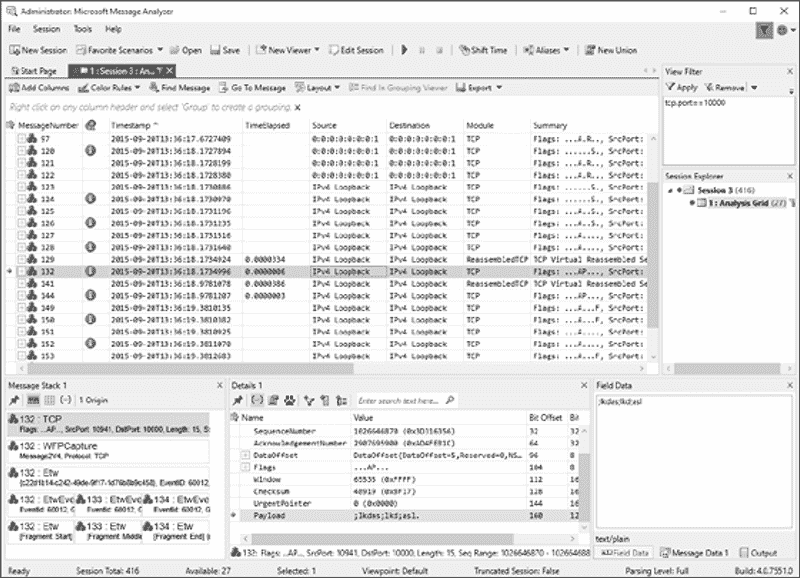 Administrator: Microsoft Message Analyzer
File Session Tools Help
New Session Favorite Scenarios Open Save New Viewer Edit Session Shift Time Aliases New Union
Start Page 1 : Session 3 : An...
Add Columns Color Rules Find Message Go To Message Layout Find In Grouping Viewer Export
Right click on any column header and select 'Group' to create a grouping.
MessageNumber Timestamp TimeElapsed Source Destination Module Summary
97 2015-09-20T13:36:17.6727409 0:0:0:0:0:0:0:1 0:0:0:0:0:0:0:1 TCP Flags: ...A.R.., SrcPort:
120 2015-09-20T13:36:18.1727894 0:0:0:0:0:0:0:1 0:0:0:0:0:0:0:1 TCP Flags: ......S., SrcPort:
121 2015-09-20T13:36:18.1728199 0:0:0:0:0:0:0:1 0:0:0:0:0:0:0:1 TCP Flags: ...A.R.., SrcPort:
122 2015-09-20T13:36:18.1728380 0:0:0:0:0:0:0:1 0:0:0:0:0:0:0:1 TCP Flags: ...A.R.., SrcPort:
123 2015-09-20T13:36:18.1730886 IPv4 Loopback IPv4 Loopback TCP Flags: ......S., SrcPort:
124 2015-09-20T13:36:18.1730970 IPv4 Loopback IPv4 Loopback TCP Flags: ......S., SrcPort:
125 2015-09-20T13:36:18.1731196 IPv4 Loopback IPv4 Loopback TCP Flags: ...A..S., SrcPort:
126 2015-09-20T13:36:18.1731255 IPv4 Loopback IPv4 Loopback TCP Flags: ...A..S., SrcPort:
127 2015-09-20T13:36:18.1731516 IPv4 Loopback IPv4 Loopback TCP Flags: ...A...., SrcPort:
128 2015-09-20T13:36:18.1731640 IPv4 Loopback IPv4 Loopback TCP Flags: ...A...., SrcPort:
129 2015-09-20T13:36:18.1734924 0.0000334 IPv4 Loopback IPv4 Loopback ReassembledTCP TCP Virtual Reassembled Se
132 2015-09-20T13:36:18.1734996 0.0000006 IPv4 Loopback IPv4 Loopback TCP Flags: ...AP..., SrcPort:
141 2015-09-20T13:36:18.9781078 0.0000386 IPv4 Loopback IPv4 Loopback ReassembledTCP TCP Virtual Reassembled Se
144 2015-09-20T13:36:18.9781207 0.0000003 IPv4 Loopback IPv4 Loopback TCP Flags: ...AP..., SrcPort:
149 2015-09-20T13:36:19.3810135 IPv4 Loopback IPv4 Loopback TCP Flags: ...A...F, SrcPort:
150 2015-09-20T13:36:19.3810382 IPv4 Loopback IPv4 Loopback TCP Flags: ...A...F, SrcPort:
151 2015-09-20T13:36:19.3810925 IPv4 Loopback IPv4 Loopback TCP Flags: ...A...., SrcPort:
152 2015-09-20T13:36:19.3811070 IPv4 Loopback IPv4 Loopback TCP Flags: ...A...., SrcPort:
153 2015-09-20T13:36:19.3812683 IPv4 Loopback IPv4 Loopback TCP Flags: ...A...F, SrcPort:
View Filter
Apply Remove
tcp.port==10000
Session Explorer
Session 3 (416)
1 : Analysis Grid (27)
Message Stack 1
1 Origin
132 : TCP
Flags: ...AP..., SrcPort: 10941, DstPort: 10000, Length: 15, S
132 : WFPCapture
Message2V4, Protocol: TCP
132 : Etw
EventID: 60012,
132 : EtwEve 133 : EtwEve 134 : EtwEve
EventId: 60012, EventId: 60012, EventId: 60012,
132 : Etw 133 : Etw 134 : Etw
[Fragment Start] [Fragment Middle [Fragment End]
Details 1
Enter search text here...
Name Value Bit Offset Bit
SequenceNumber 1026646870 (0x3D316356) 32 32
AcknowledgementNumber 64 32
DataOffset DataOffset{DataOffset=5,Reserved=0,NS... 96 8
Flags ...AP... 104 8
Window 65535 (0xFFFF) 112 16
Checksum 40919 128 16
UrgentPointer 0 (0x0000) 144 16
Payload ;lkdas;lkd;asl. 160 12
132: Flags: ...AP..., SrcPort: 10941, DstPort: 10000, Length: 15, Seq Range: 1026646870 -
Field Data
;lkdas;lkd;asl
text/plain
Field Data Message Data 1 Output
Ready Session Total: 416 Available: 27 Selected: 1 Viewpoint: Default Truncated Session: False Parsing Level: Full Build: 4.0.7551.0